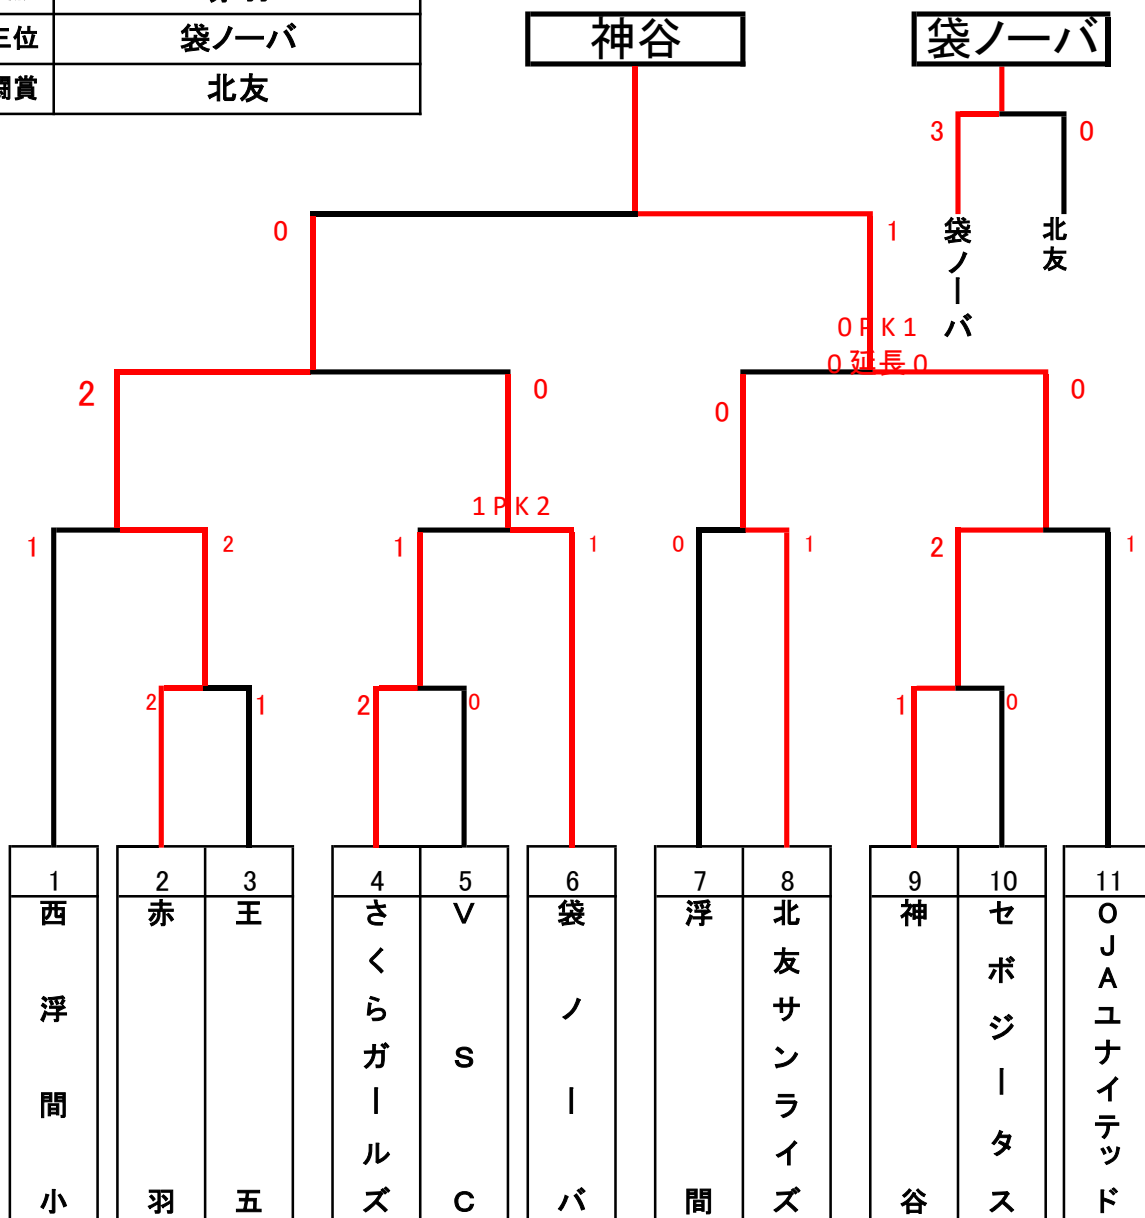 三位 袋ノーバ
闘賞 北友
神谷
袋ノーバ
3 0
袋ノーバ
北友
0 1
0 PK 1
0 延長 0
2 0 0 0
1 PK 2
1 2 1 1 0 1 2 1
2 1 2 0 1 0
1 2 3 4 5 6 7 8 9 10 11
西浮間小
赤羽
王五
さくらガールズ
VSC
袋ノーバ
浮間
北友サンライズ
神谷
セボジータス
OJAユナイテッド